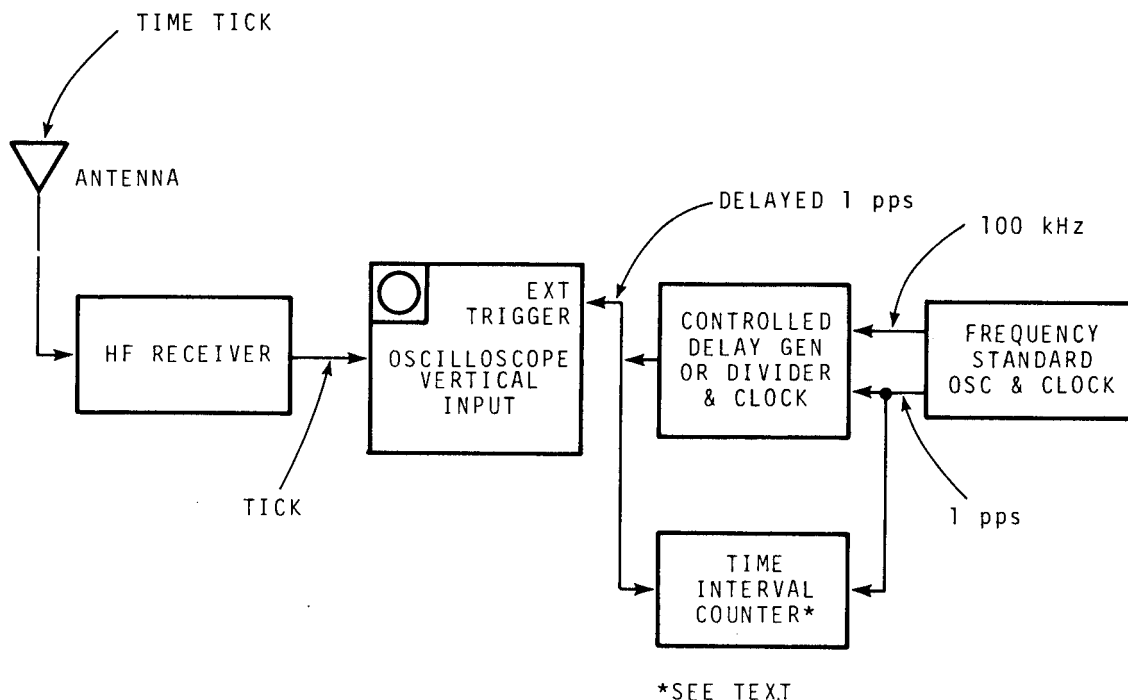 TIME TICK
ANTENNA
DELAYED 1 pps
100 kHz
HF RECEIVER
EXT
TRIGGER
OSCILLOSCOPE
VERTICAL
INPUT
CONTROLLED
DELAY GEN
OR DIVIDER
& CLOCK
FREQUENCY
STANDARD
OSC & CLOCK
TICK
1 pps
TIME
INTERVAL
COUNTER*
*SEE TEXT